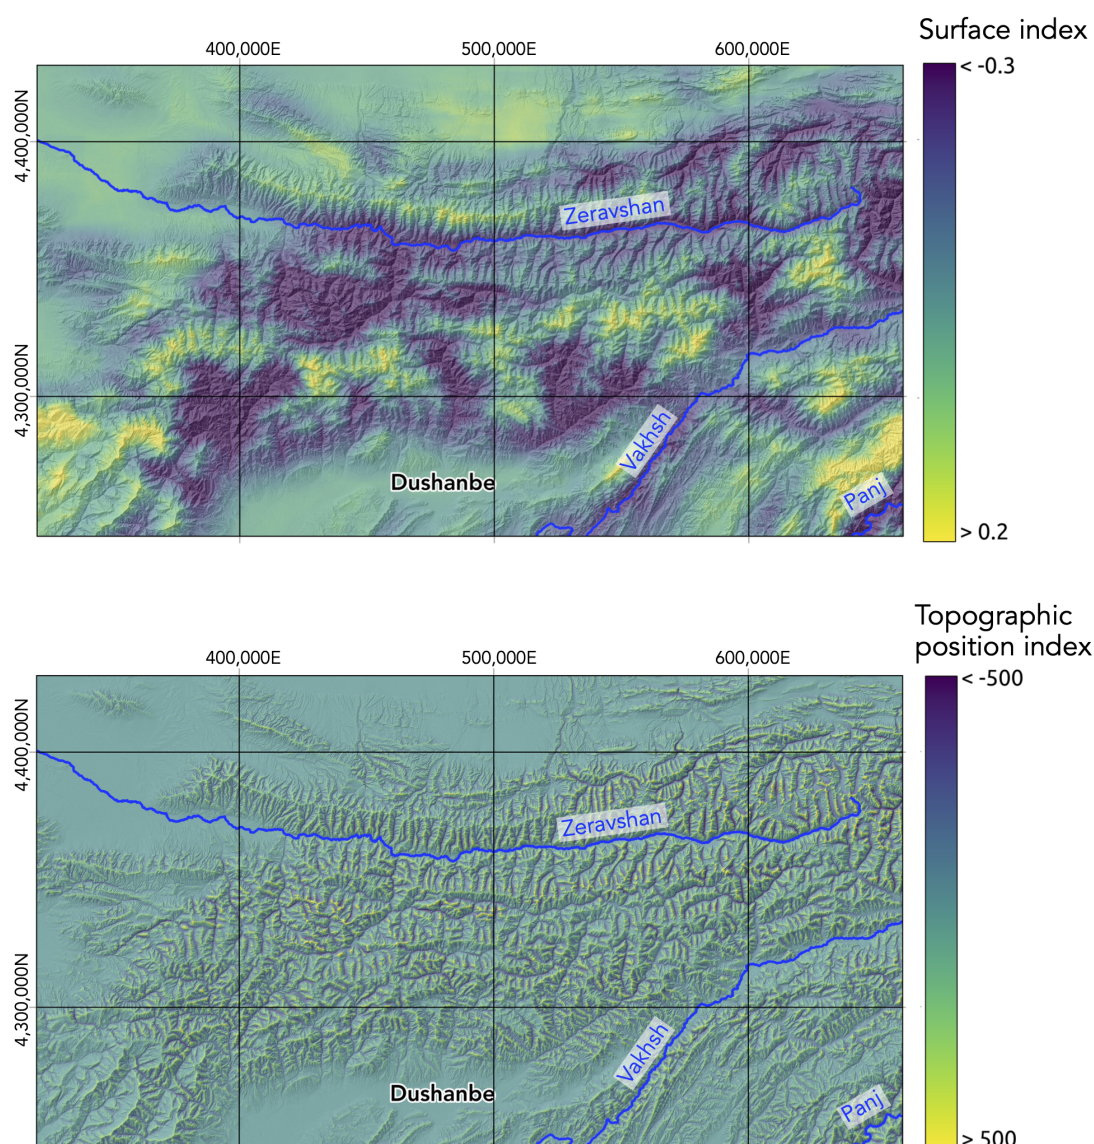 Surface index
400,000E 500,000E 600,000E
< -0.3
4,400,000N
Zeravshan
4,300,000N
Vakhsh
Dushanbe
Panj
> 0.2
Topographic
position index
400,000E 500,000E 600,000E
< -500
4,400,000N
Zeravshan
4,300,000N
Vakhsh
Dushanbe
Panj
> 500